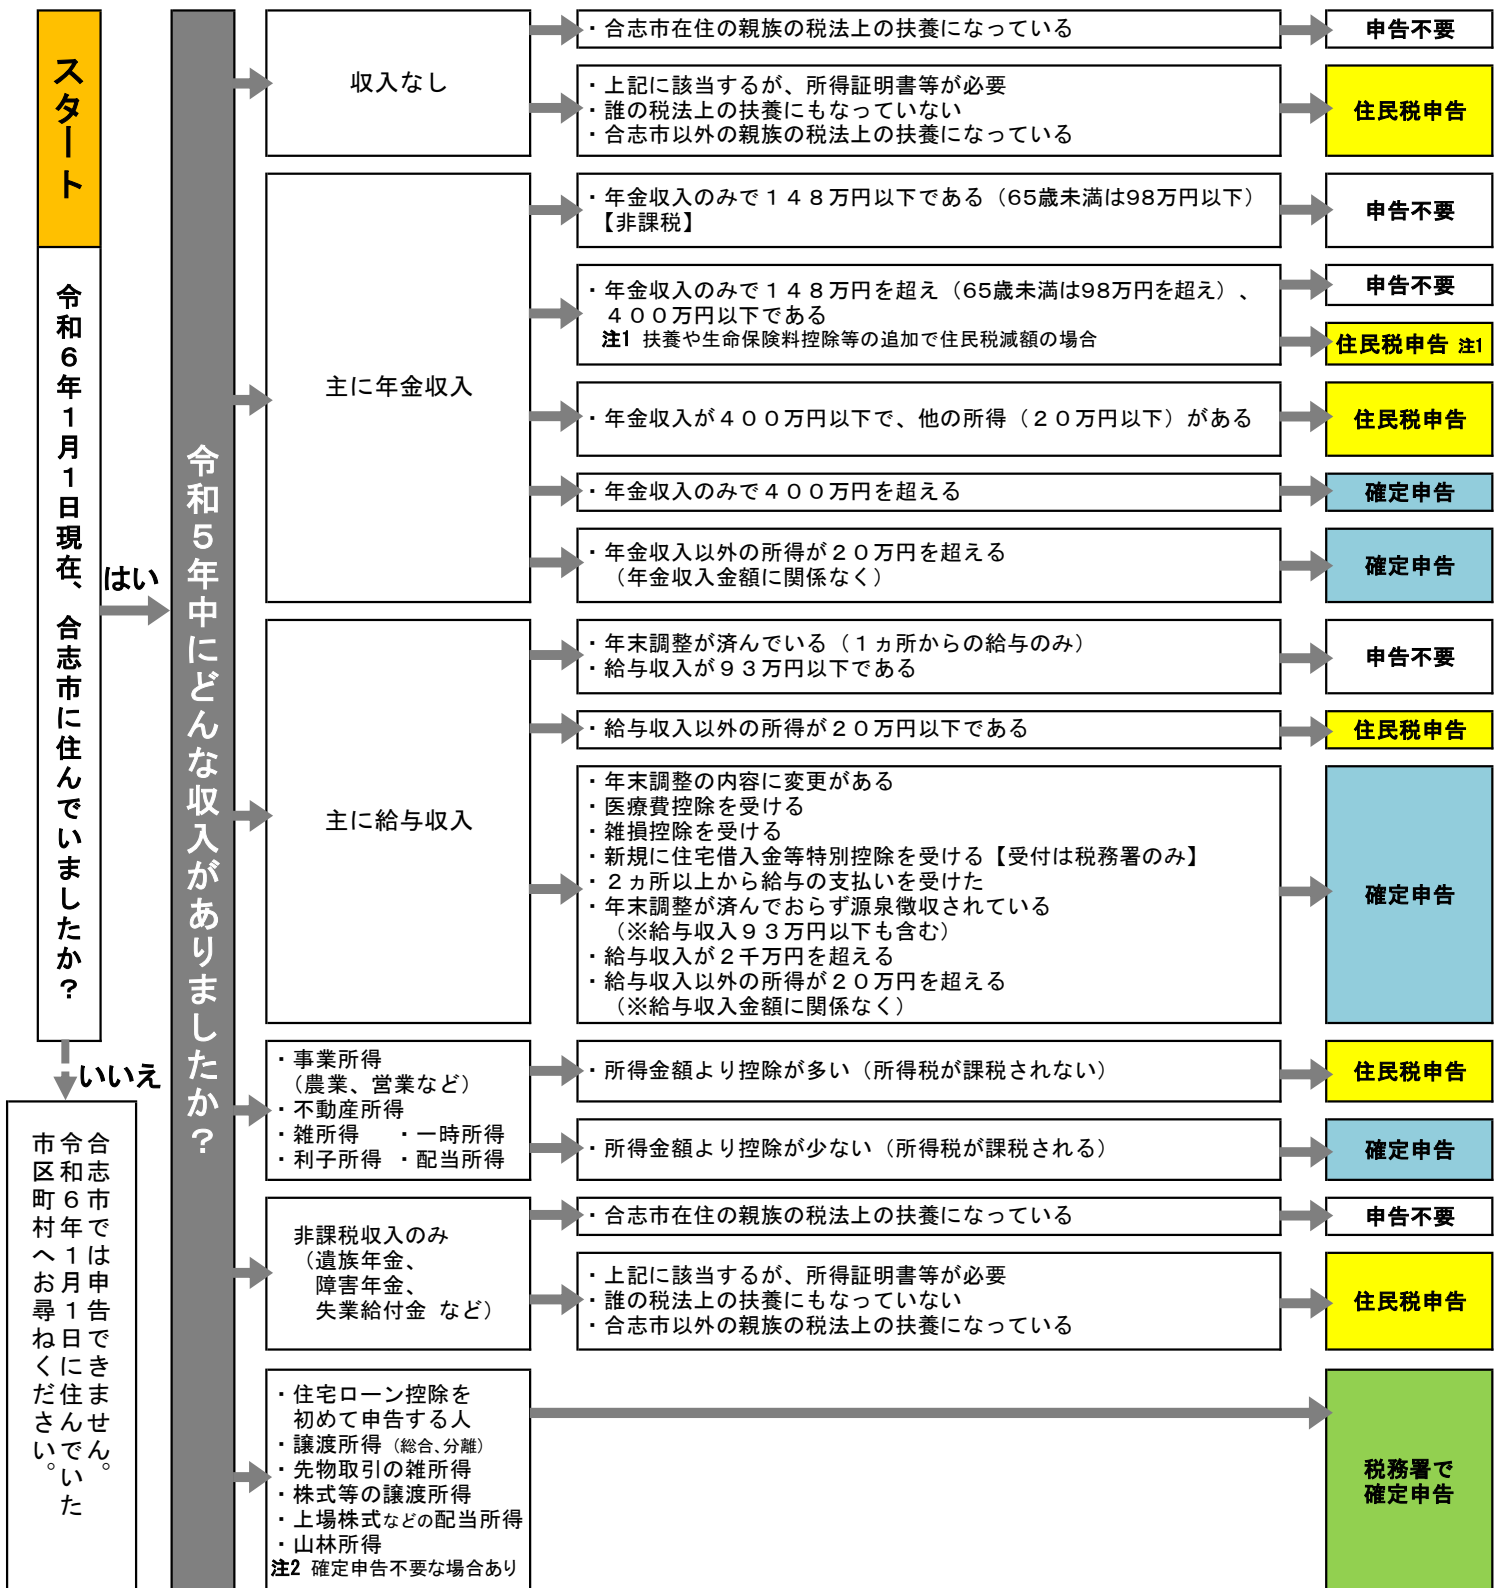 スタート
令和６年１月１日現在、合志市に住んでいましたか？
はい
いいえ
合志市では申告できません。
令和６年１月１日に住んでいた
市区町村へお尋ねください。
令和５年中にどんな収入がありましたか？
収入なし
・合志市在住の親族の税法上の扶養になっている
申告不要
・上記に該当するが、所得証明書等が必要
・誰の税法上の扶養にもなっていない
・合志市以外の親族の税法上の扶養になっている
住民税申告
主に年金収入
・年金収入のみで１４８万円以下である（65歳未満は98万円以下）
【非課税】
申告不要
・年金収入のみで１４８万円を超え（65歳未満は98万円を超え）、
４００万円以下である
注1 扶養や生命保険料控除等の追加で住民税減額の場合
申告不要
住民税申告 注1
・年金収入が４００万円以下で、他の所得（２０万円以下）がある
住民税申告
・年金収入のみで４００万円を超える
確定申告
・年金収入以外の所得が２０万円を超える
（年金収入金額に関係なく）
確定申告
主に給与収入
・年末調整が済んでいる（１ヵ所からの給与のみ）
・給与収入が９３万円以下である
申告不要
・給与収入以外の所得が２０万円以下である
住民税申告
・年末調整の内容に変更がある
・医療費控除を受ける
・雑損控除を受ける
・新規に住宅借入金等特別控除を受ける【受付は税務署のみ】
・２ヵ所以上から給与の支払いを受けた
・年末調整が済んでおらず源泉徴収されている
（※給与収入９３万円以下も含む）
・給与収入が２千万円を超える
・給与収入以外の所得が２０万円を超える
（※給与収入金額に関係なく）
確定申告
・事業所得
（農業、営業など）
・不動産所得
・雑所得　・一時所得
・利子所得　・配当所得
・所得金額より控除が多い（所得税が課税されない）
住民税申告
・所得金額より控除が少ない（所得税が課税される）
確定申告
非課税収入のみ
（遺族年金、
障害年金、
失業給付金 など）
・合志市在住の親族の税法上の扶養になっている
申告不要
・上記に該当するが、所得証明書等が必要
・誰の税法上の扶養にもなっていない
・合志市以外の親族の税法上の扶養になっている
住民税申告
・住宅ローン控除を
初めて申告する人
・譲渡所得（総合、分離）
・先物取引の雑所得
・株式等の譲渡所得
・上場株式などの配当所得
・山林所得
注2 確定申告不要な場合あり
税務署で
確定申告